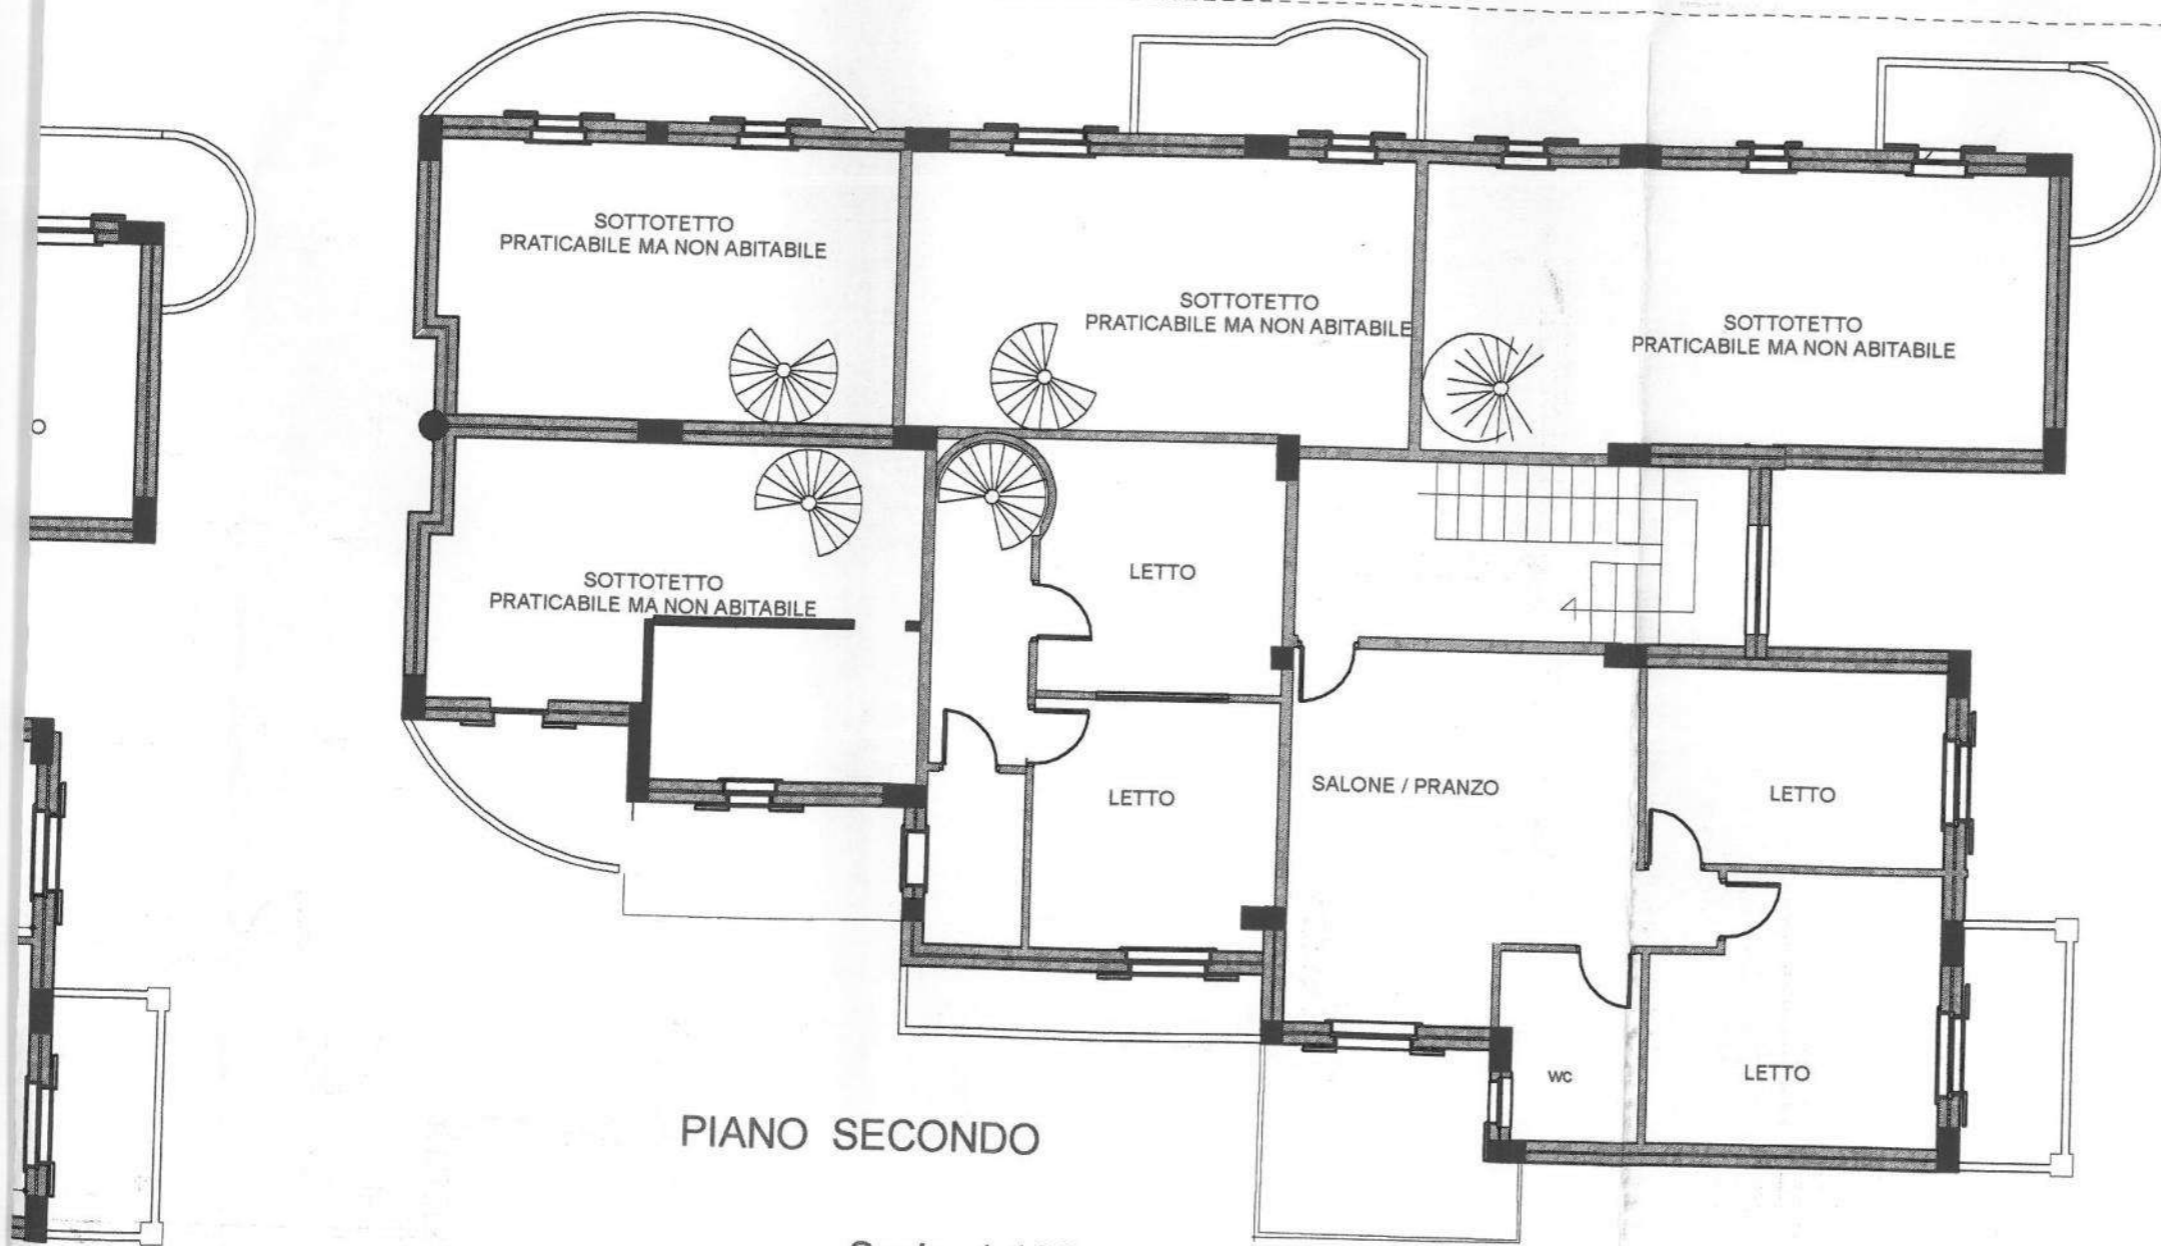 SOTTOTETTO
PRATICABILE MA NON ABITABILE
SOTTOTETTO
PRATICABILE MA NON ABITABILE
SOTTOTETTO
PRATICABILE MA NON ABITABILE
SOTTOTETTO
PRATICABILE MA NON ABITABILE
LETTO
LETTO
SALONE / PRANZO
LETTO
WC
LETTO
PIANO SECONDO